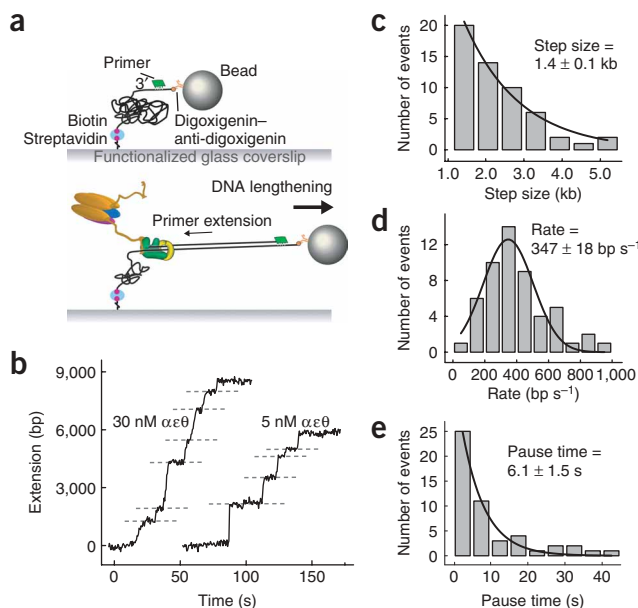 a
Primer
3′
Bead
Biotin
Streptavidin
Digoxigenin–
anti-digoxigenin
Functionalized glass coverslip
DNA lengthening
Primer extension
b
9,000
6,000
3,000
0
Extension (bp)
30 nM αεθ
5 nM αεθ
0
50
100
150
Time (s)
c
20
15
10
5
0
Number of events
Step size =
1.4 ± 0.1 kb
1.0 2.0 3.0 4.0 5.0
Step size (kb)
d
12
8
4
0
Number of events
Rate =
347 ± 18 bp s⁻¹
0 200 400 600 800 1,000
Rate (bp s⁻¹)
e
25
20
15
10
5
0
Number of events
Pause time =
6.1 ± 1.5 s
0 10 20 30 40
Pause time (s)